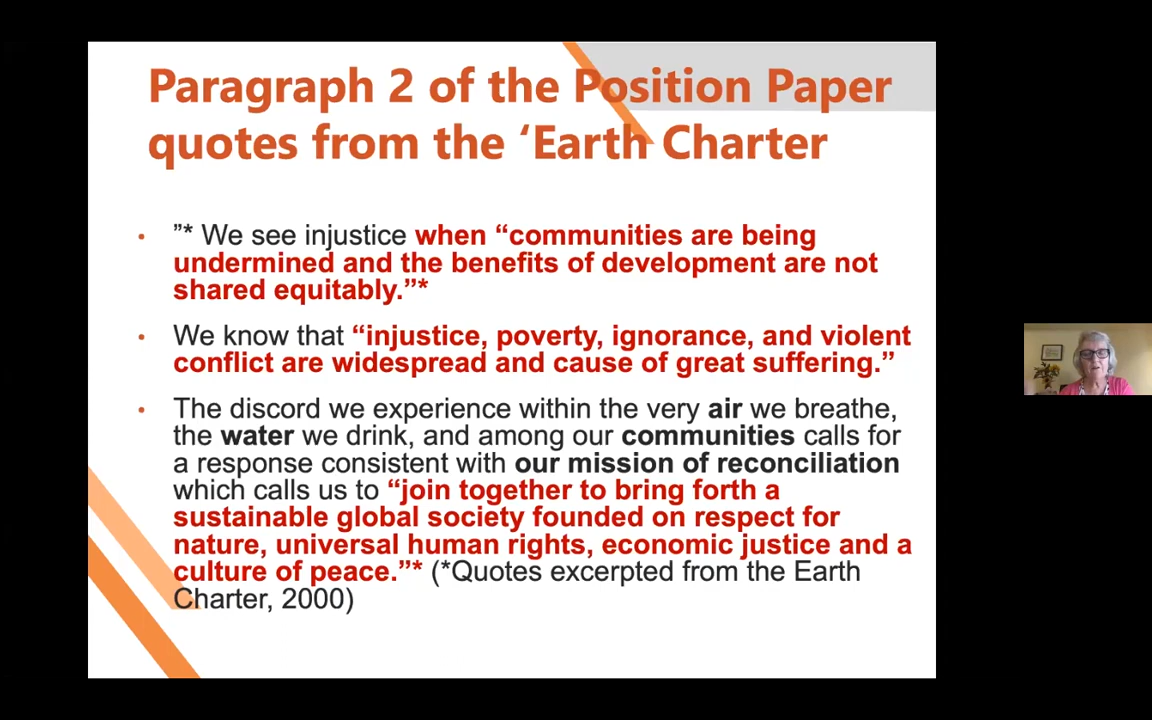 Paragraph 2 of the Position Paper
quotes from the ‘Earth Charter
• ”* We see injustice when “communities are being
undermined and the benefits of development are not
shared equitably.”*
• We know that “injustice, poverty, ignorance, and violent
conflict are widespread and cause of great suffering.”
• The discord we experience within the very air we breathe,
the water we drink, and among our communities calls for
a response consistent with our mission of reconciliation
which calls us to “join together to bring forth a
sustainable global society founded on respect for
nature, universal human rights, economic justice and a
culture of peace.”* (*Quotes excerpted from the Earth
Charter, 2000)